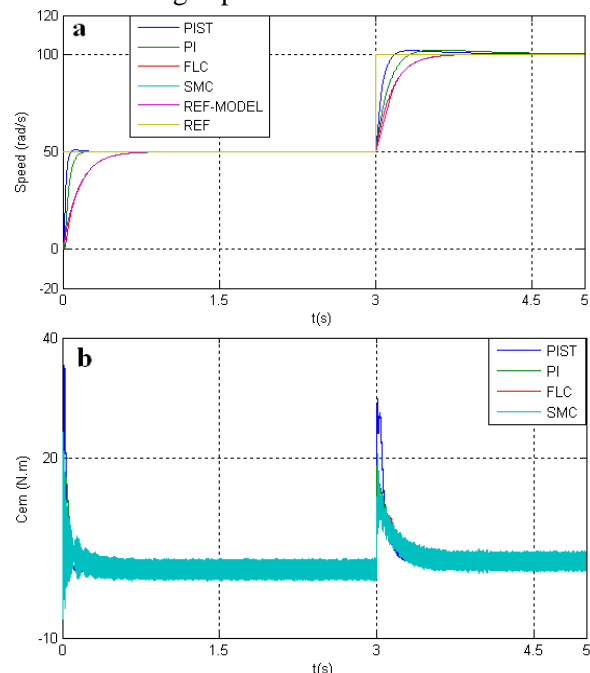 120
a
PIST
PI
FLC
SMC
REF-MODEL
REF
100
50
0
-20
Speed (rad/s)
0
1.5
3
4.5
5
t(s)
40
b
PIST
PI
FLC
SMC
20
-10
Cem (N.m)
0
1.5
3
4.5
5
t(s)